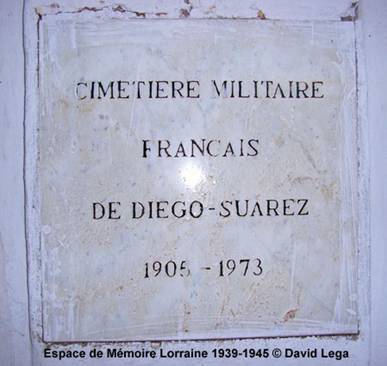 CIMETIERE MILITAIRE
FRANCAIS
DE DIEGO-SUAREZ
1905 - 1973
Espace de Mémoire Lorraine 1939-1945 © David Lega